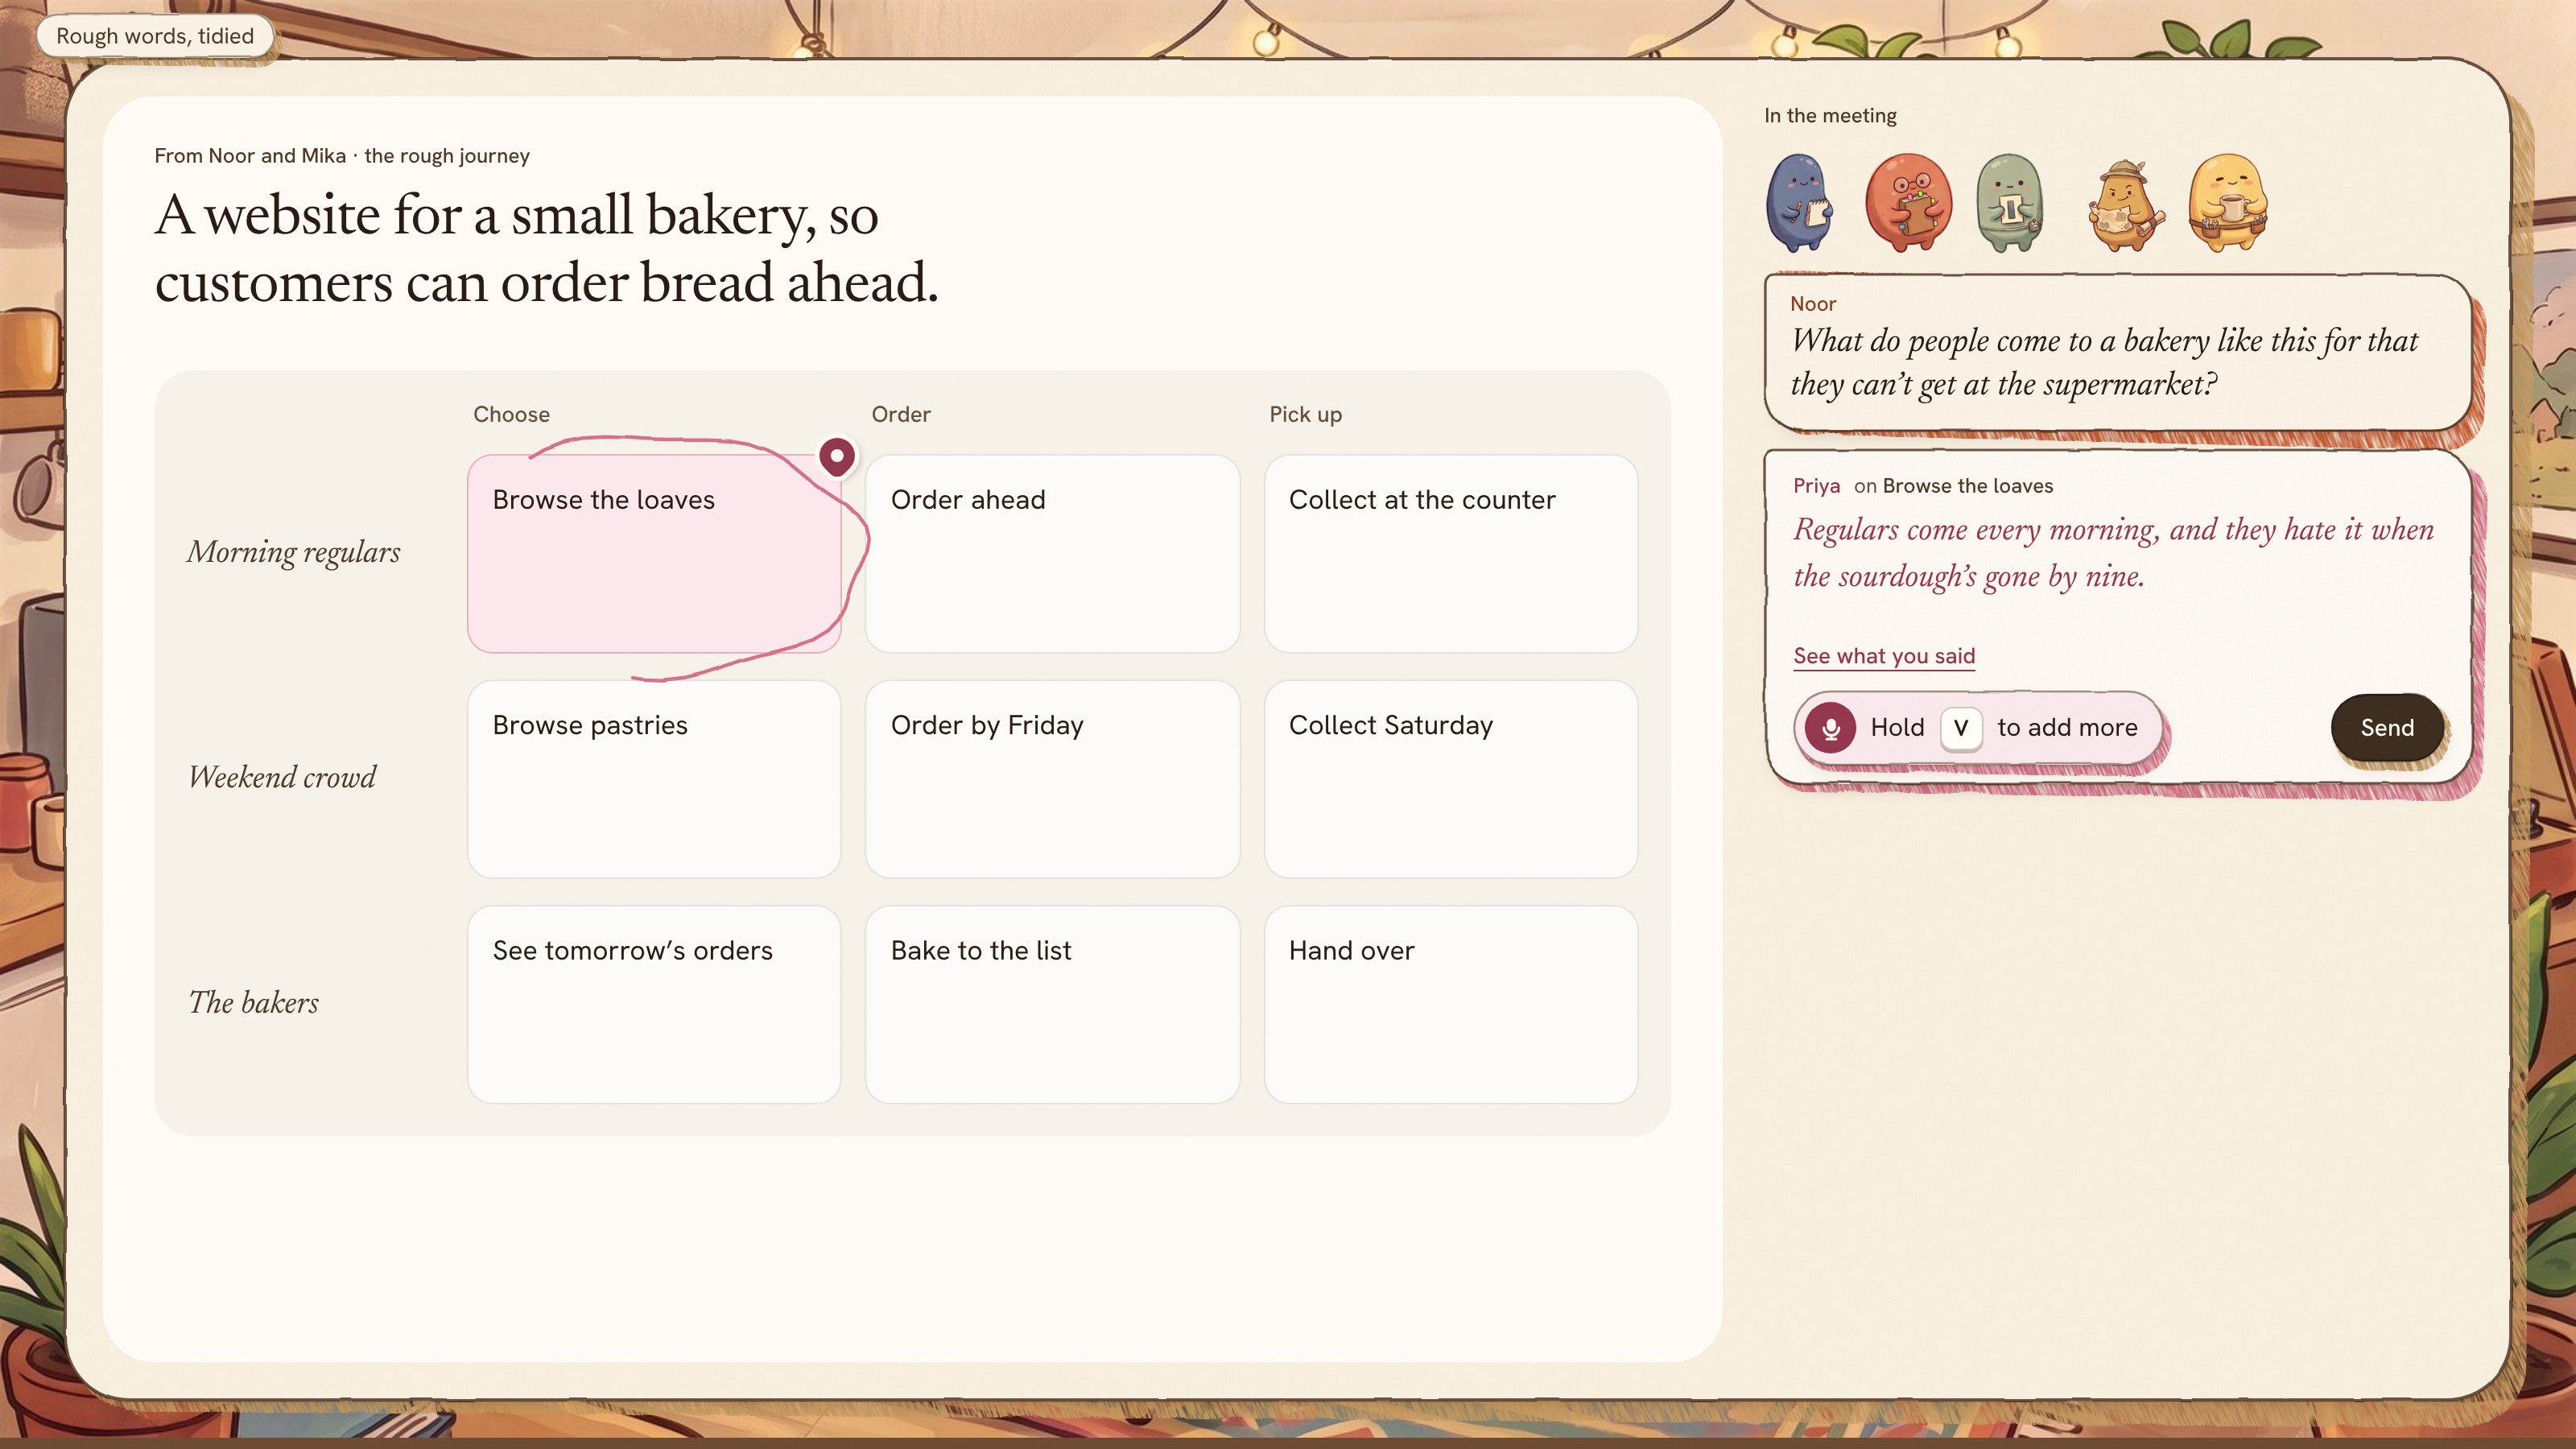 Rough words, tidied
From Noor and Mika · the rough journey
A website for a small bakery, so
customers can order bread ahead.
Choose
Order
Pick up
Morning regulars
Browse the loaves
Order ahead
Collect at the counter
Weekend crowd
Browse pastries
Order by Friday
Collect Saturday
The bakers
See tomorrow’s orders
Bake to the list
Hand over
In the meeting
Noor
What do people come to a bakery like this for that
they can’t get at the supermarket?
Priya on Browse the loaves
Regulars come every morning, and they hate it when
the sourdough’s gone by nine.
See what you said
Hold V to add more
Send